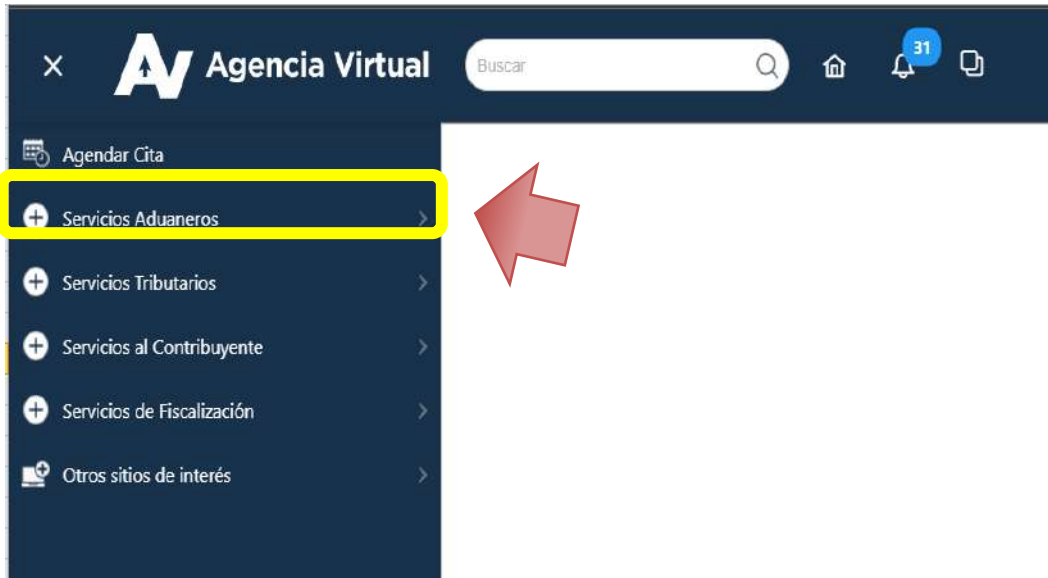 Agencia Virtual
Buscar
31
Agendar Cita
Servicios Aduaneros
Servicios Tributarios
Servicios al Contribuyente
Servicios de Fiscalización
Otros sitios de interés